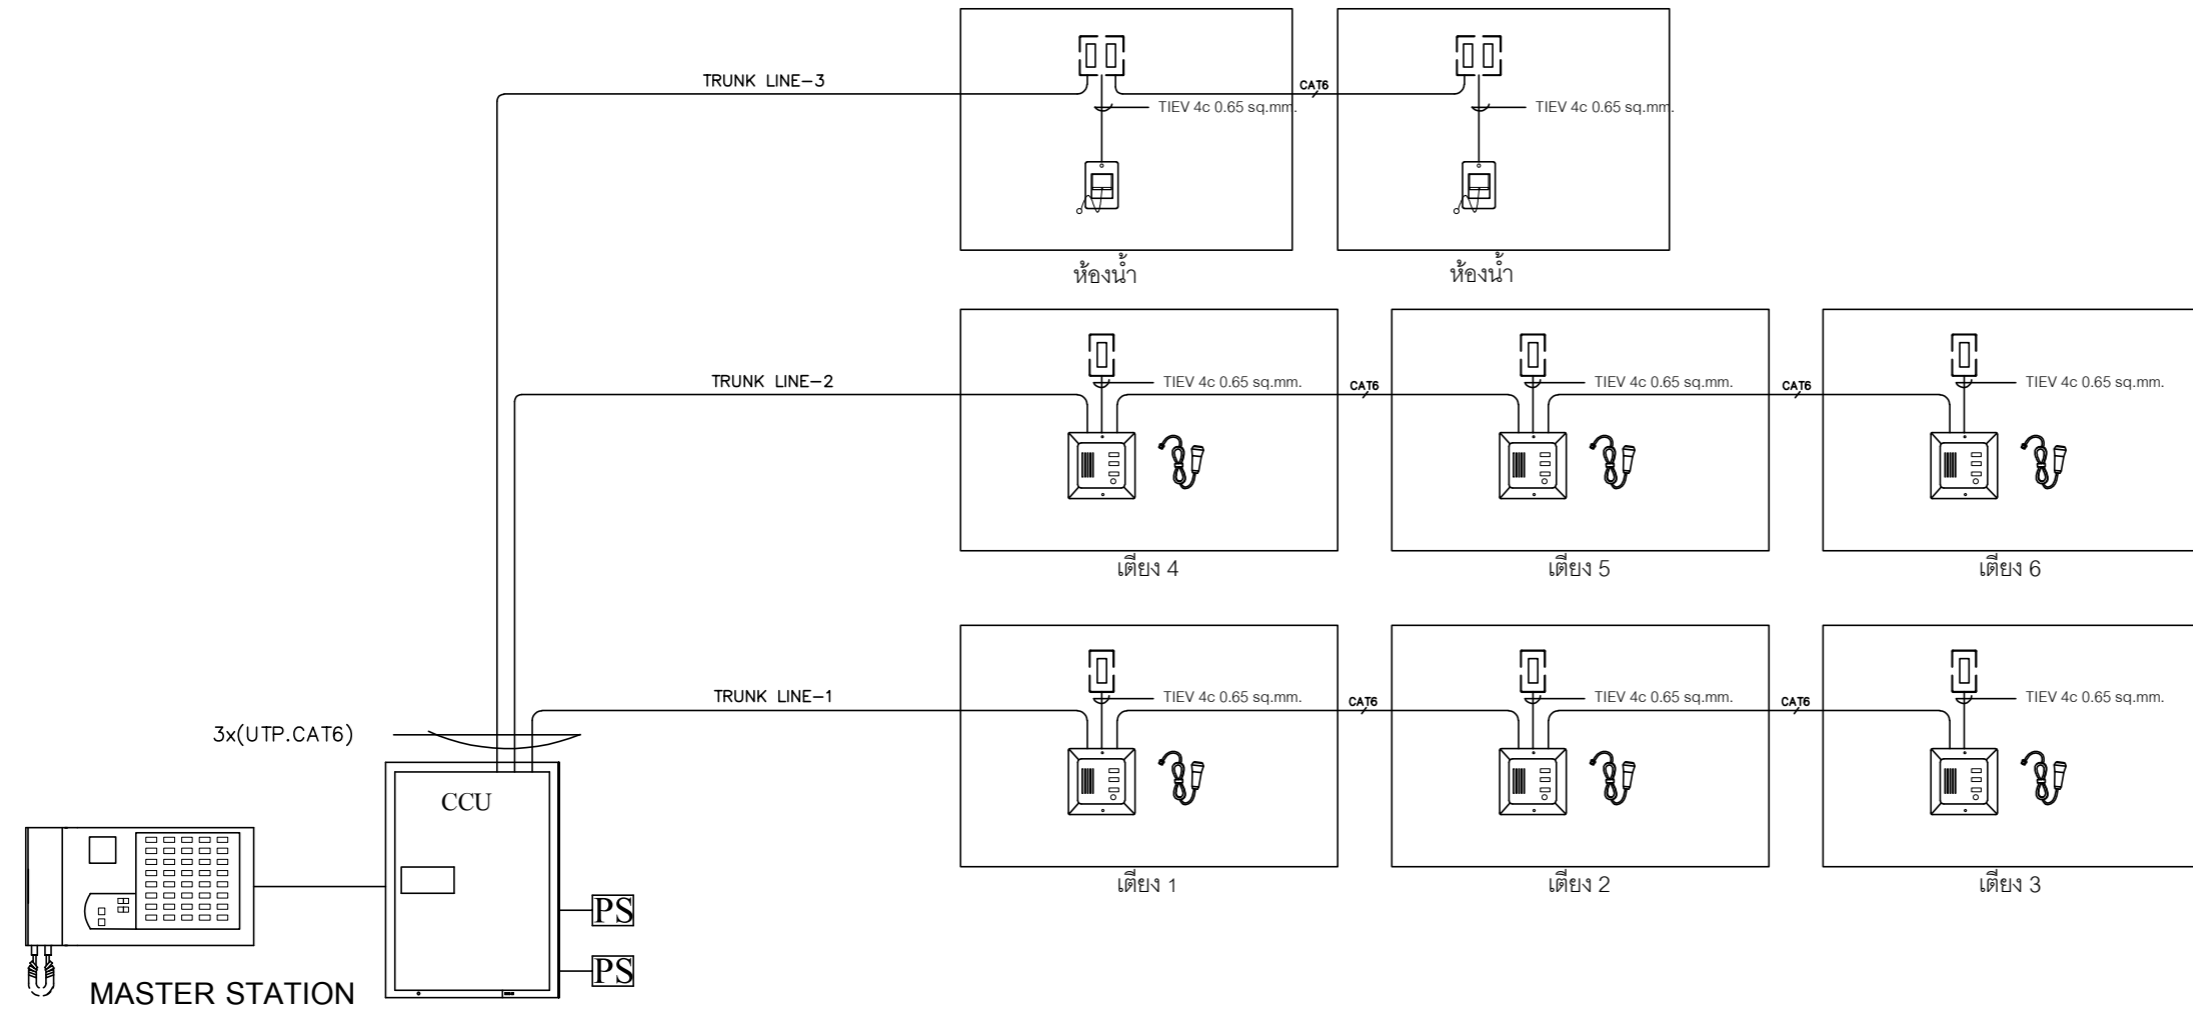 TRUNK LINE-3
CAT6
TIEV 4c 0.65 sq.mm.
TIEV 4c 0.65 sq.mm.
ห้องน้ำ
ห้องน้ำ
TRUNK LINE-2
TIEV 4c 0.65 sq.mm.
CAT6
TIEV 4c 0.65 sq.mm.
CAT6
TIEV 4c 0.65 sq.mm.
เตียง 4
เตียง 5
เตียง 6
TRUNK LINE-1
TIEV 4c 0.65 sq.mm.
CAT6
TIEV 4c 0.65 sq.mm.
CAT6
TIEV 4c 0.65 sq.mm.
เตียง 1
เตียง 2
เตียง 3
3x(UTP.CAT6)
CCU
PS
PS
MASTER STATION